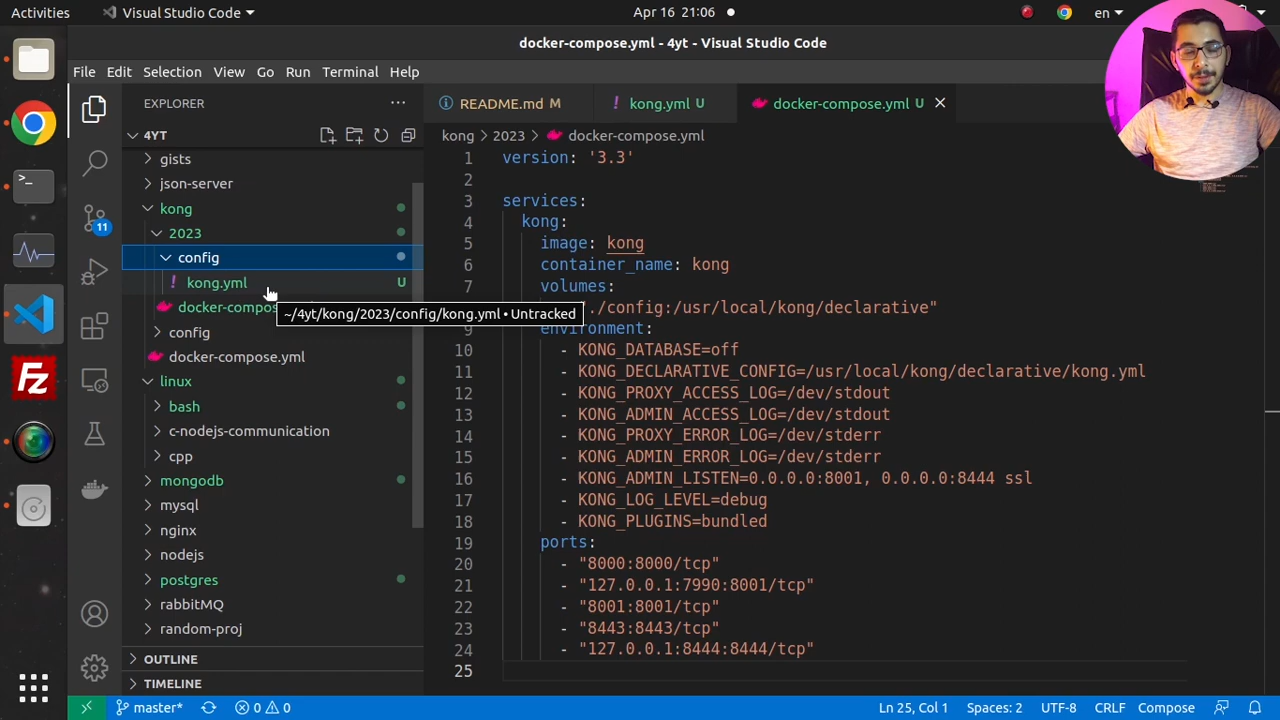 Activities
Visual Studio Code
Apr 16 21:06
en
docker-compose.yml - 4yt - Visual Studio Code
File Edit Selection View Go Run Terminal Help
EXPLORER
4YT
gists
json-server
kong
2023
config
kong.yml U
docker-compos
~/4yt/kong/2023/config/kong.yml • Untracked
config
docker-compose.yml
linux
bash
c-nodejs-communication
cpp
mongodb
mysql
nginx
nodejs
postgres
rabbitMQ
random-proj
OUTLINE
TIMELINE
11
README.md M
kong.yml U
docker-compose.yml U
kong > 2023 > docker-compose.yml
1 version: '3.3'
2
3 services:
4 kong:
5 image: kong
6 container_name: kong
7 volumes:
./config:/usr/local/kong/declarative"
9 environment:
10 - KONG_DATABASE=off
11 - KONG_DECLARATIVE_CONFIG=/usr/local/kong/declarative/kong.yml
12 - KONG_PROXY_ACCESS_LOG=/dev/stdout
13 - KONG_ADMIN_ACCESS_LOG=/dev/stdout
14 - KONG_PROXY_ERROR_LOG=/dev/stderr
15 - KONG_ADMIN_ERROR_LOG=/dev/stderr
16 - KONG_ADMIN_LISTEN=0.0.0.0:8001, 0.0.0.0:8444 ssl
17 - KONG_LOG_LEVEL=debug
18 - KONG_PLUGINS=bundled
19 ports:
20 - "8000:8000/tcp"
21 - "127.0.0.1:7990:8001/tcp"
22 - "8001:8001/tcp"
23 - "8443:8443/tcp"
24 - "127.0.0.1:8444:8444/tcp"
25
master* 0 0 Ln 25, Col 1 Spaces: 2 UTF-8 CRLF Compose